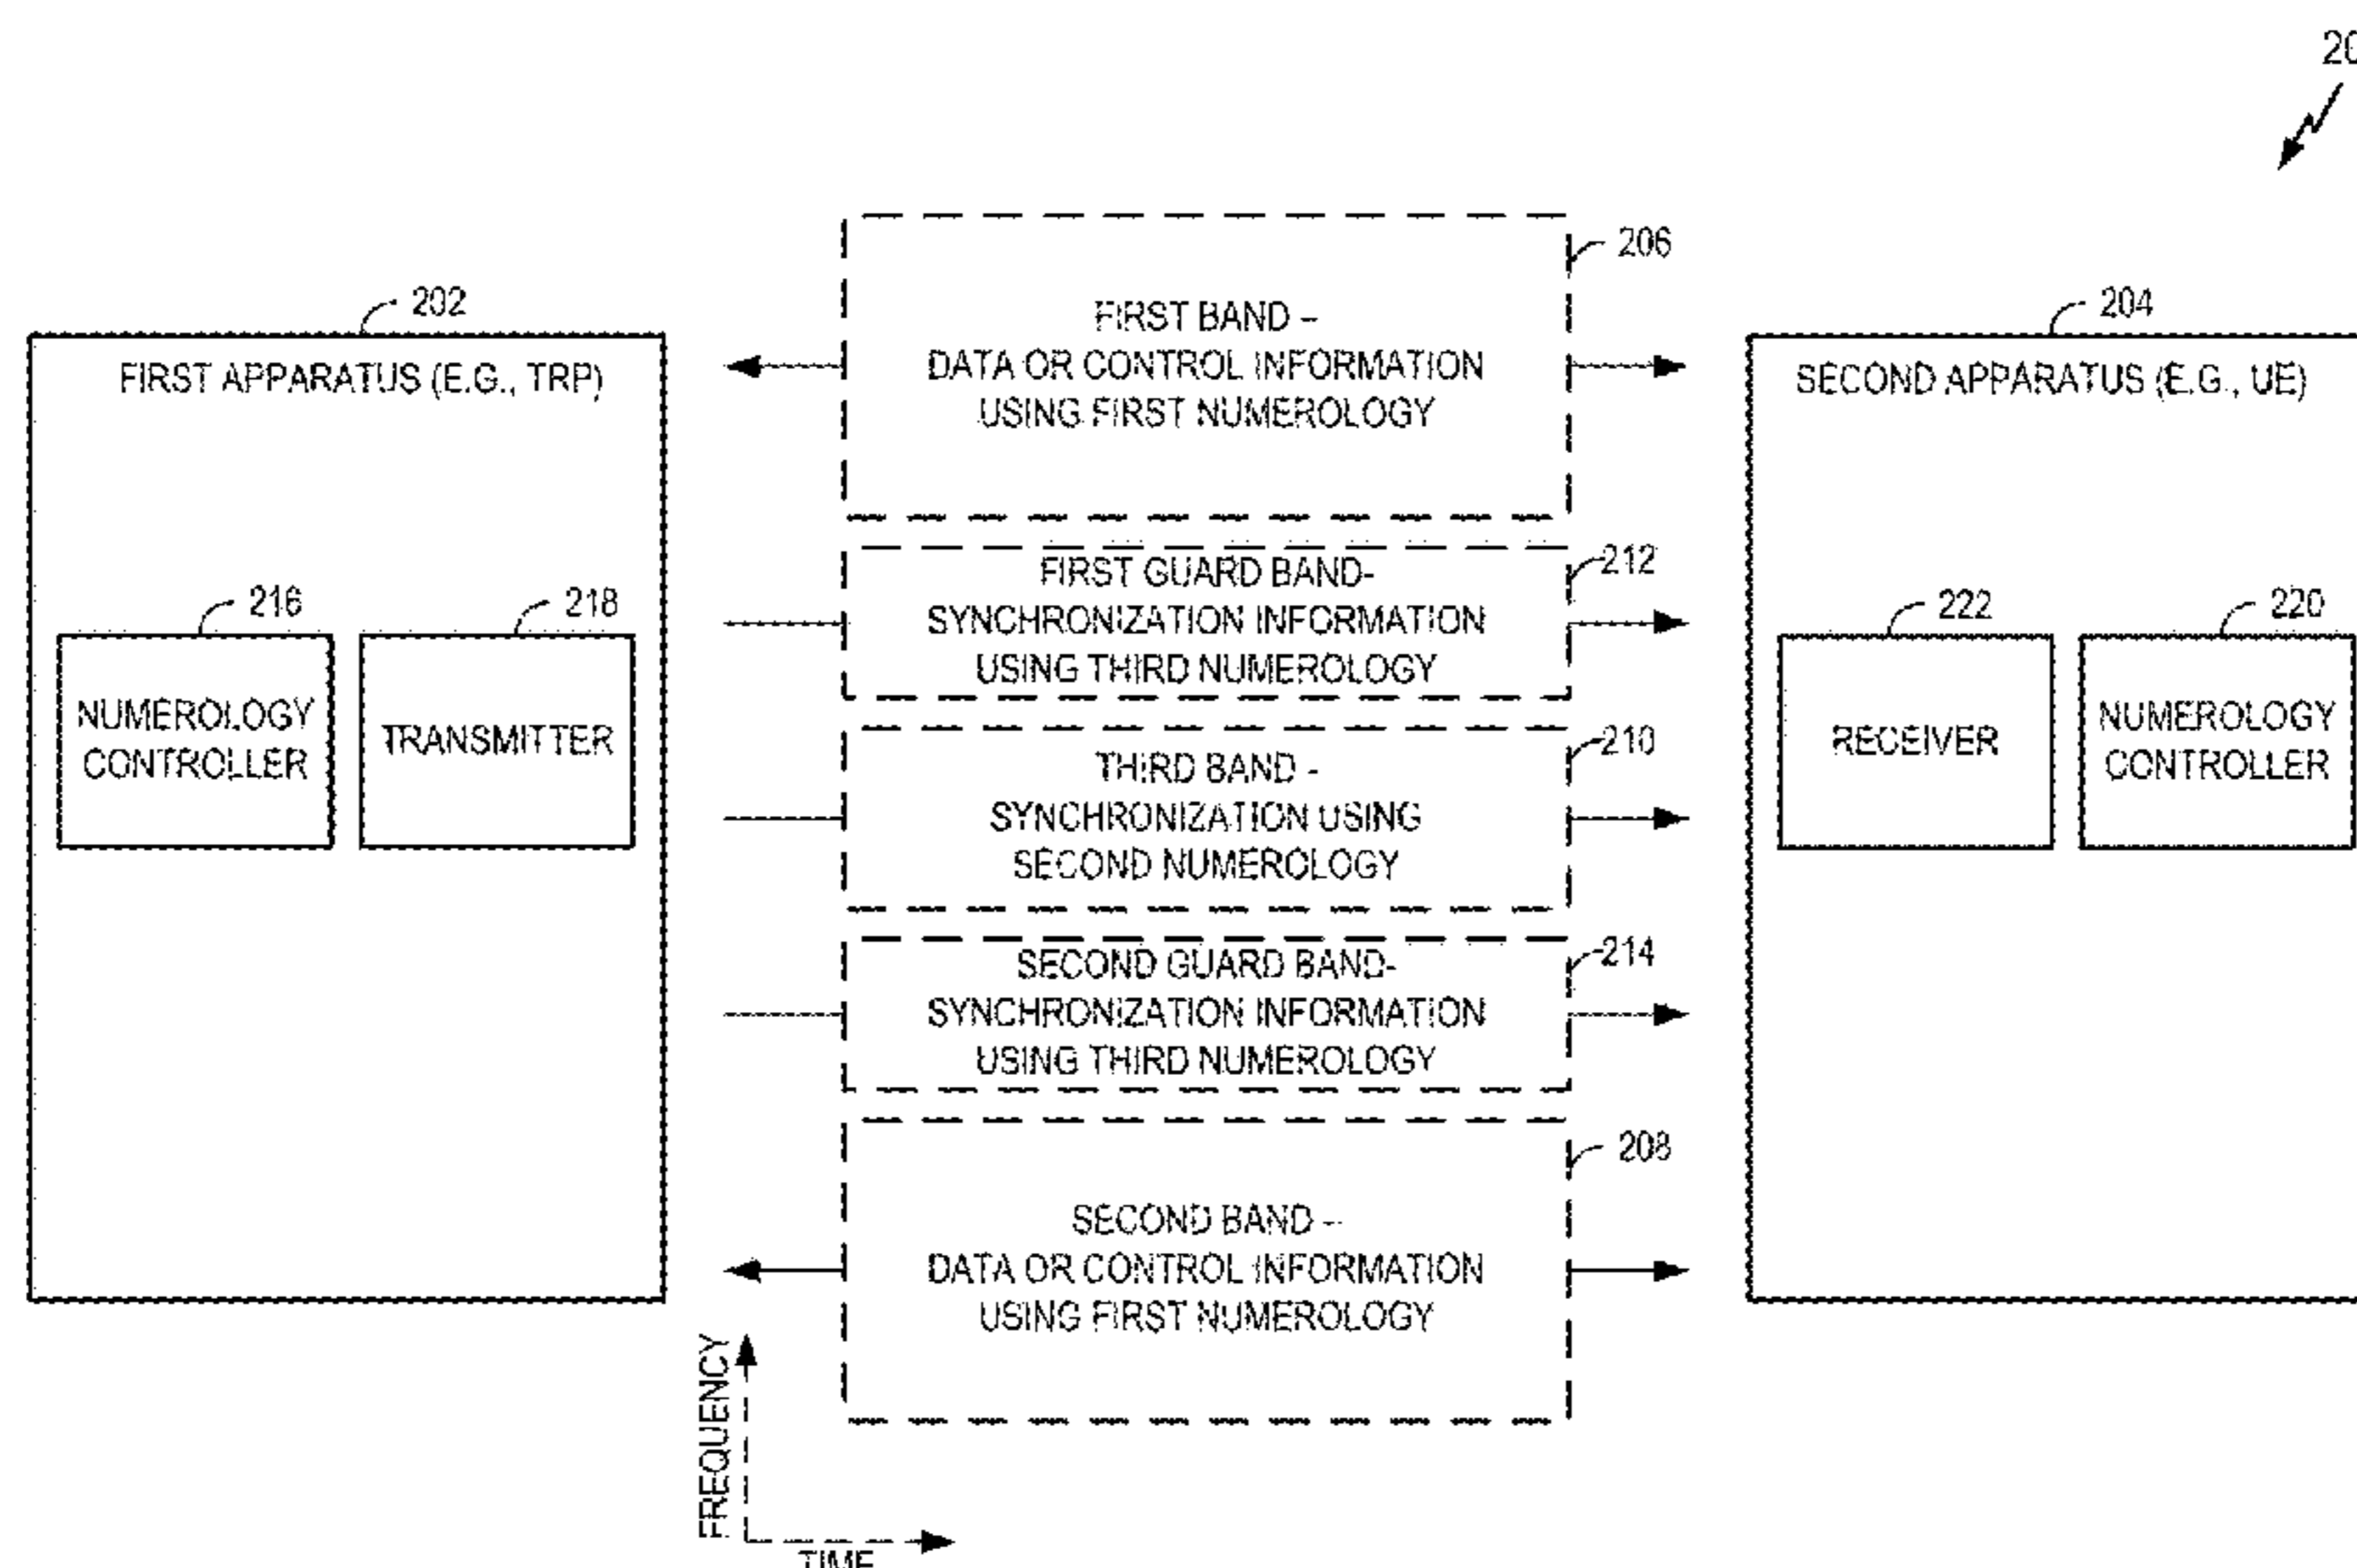 20
206
202
204
FIRST BAND –
DATA OR CONTROL INFORMATION
USING FIRST NUMEROLOGY
FIRST APPARATUS (E.G., TRP)
SECOND APPARATUS (E.G., UE)
212
FIRST GUARD BAND-
SYNCHRONIZATION INFORMATION
USING THIRD NUMEROLOGY
216
218
222
220
NUMEROLOGY
CONTROLLER
TRANSMITTER
210
THIRD BAND -
SYNCHRONIZATION USING
SECOND NUMEROLOGY
RECEIVER
NUMEROLOGY
CONTROLLER
214
SECOND GUARD BAND-
SYNCHRONIZATION INFORMATION
USING THIRD NUMEROLOGY
208
SECOND BAND –
DATA OR CONTROL INFORMATION
USING FIRST NUMEROLOGY
FREQUENCY
TIME